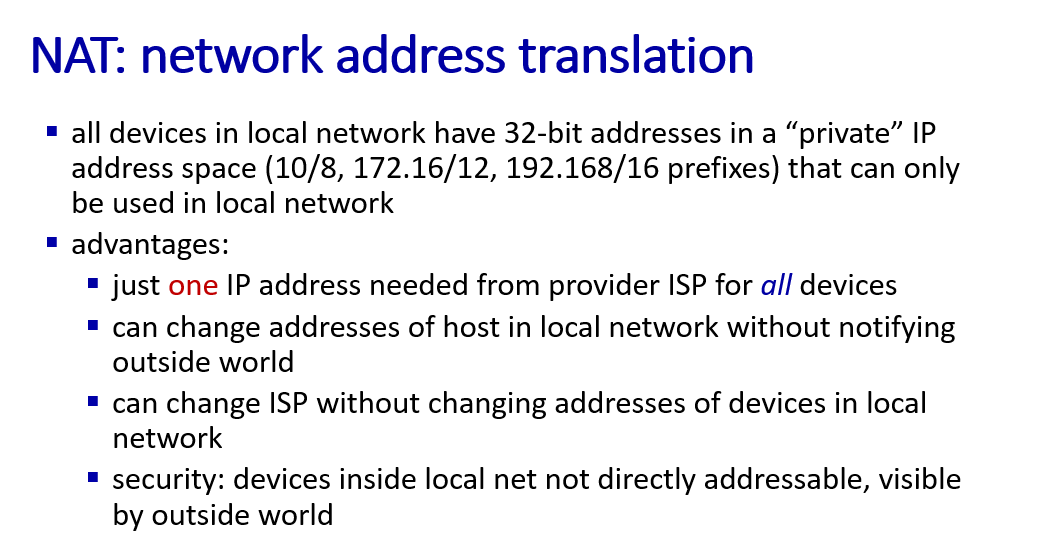 NAT: network address translation
▪ all devices in local network have 32-bit addresses in a “private” IP
address space (10/8, 172.16/12, 192.168/16 prefixes) that can only
be used in local network
▪ advantages:
▪ just one IP address needed from provider ISP for all devices
▪ can change addresses of host in local network without notifying
outside world
▪ can change ISP without changing addresses of devices in local
network
▪ security: devices inside local net not directly addressable, visible
by outside world